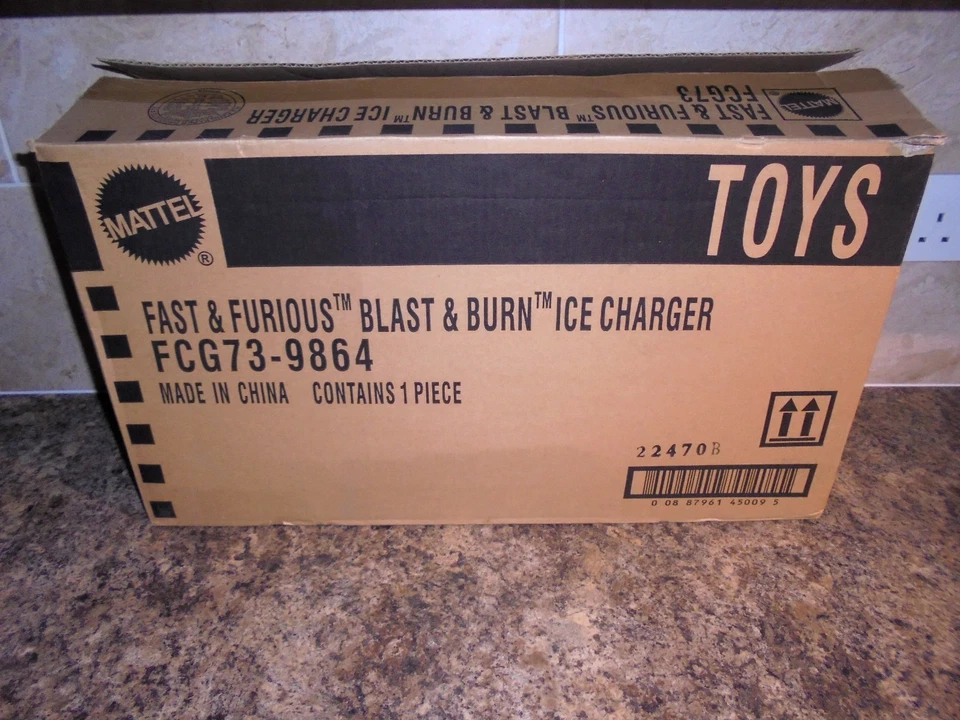 FAST & FURIOUS™ BLAST & BURN™ ICE CHARGER
FCG73
MATTEL
MATTEL
®
TOYS
FAST & FURIOUS™ BLAST & BURN™ ICE CHARGER
FCG73-9864
MADE IN CHINA CONTAINS 1 PIECE
22470B
0 08 87961 45009 5